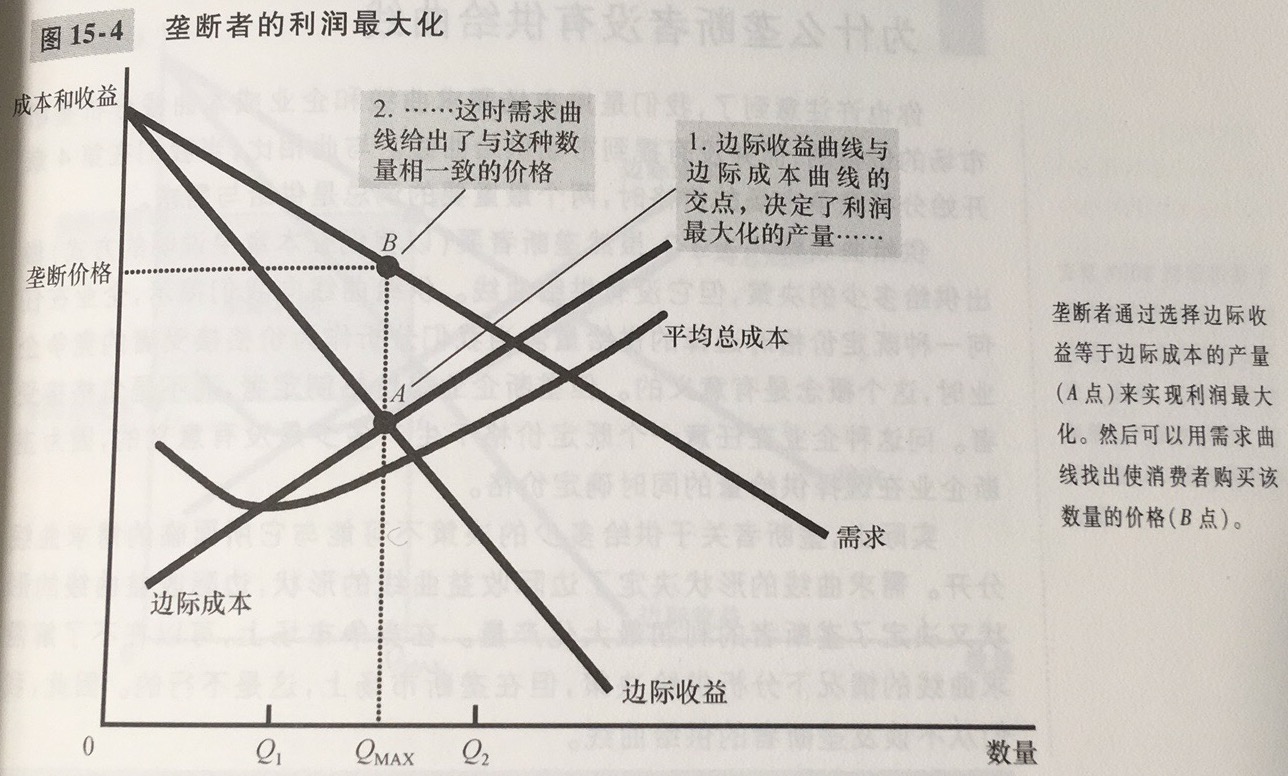 图 15-4 垄断者的利润最大化
成本和收益
2. ……这时需求曲
线给出了与这种数
量相一致的价格
1. 边际收益曲线与
边际成本曲线的
交点，决定了利润
最大化的产量……
B
垄断价格
平均总成本
A
需求
边际成本
边际收益
0
Q1
QMAX
Q2
数量
垄断者通过选择边际收
益等于边际成本的产量
(A点)来实现利润最大
化。然后可以用需求曲
线找出使消费者购买该
数量的价格(B点)。